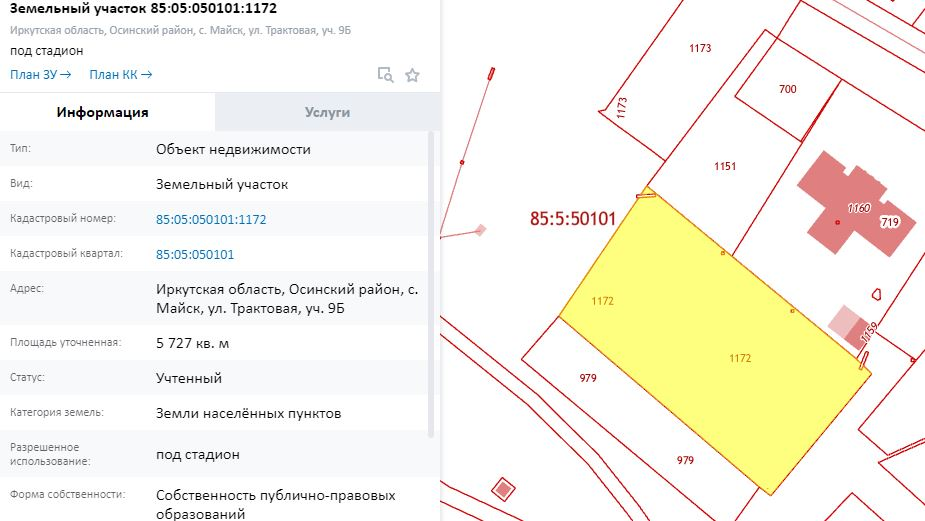 Земельный участок 85:05:050101:1172
Иркутская область, Осинский район, с. Майск, ул. Трактовая, уч. 9Б
под стадион
План ЗУ → План КК →
Информация Услуги
Тип: Объект недвижимости
Вид: Земельный участок
Кадастровый номер: 85:05:050101:1172
Кадастровый квартал: 85:05:050101
Адрес: Иркутская область, Осинский район, с.
Майск, ул. Трактовая, уч. 9Б
Площадь уточненная: 5 727 кв. м
Статус: Учтенный
Категория земель: Земли населённых пунктов
Разрешенное
использование: под стадион
Форма собственности: Собственность публично-правовых
образований
1173
700
1173
1151
85:5:50101
1160
719
1172
1159
1172
979
979